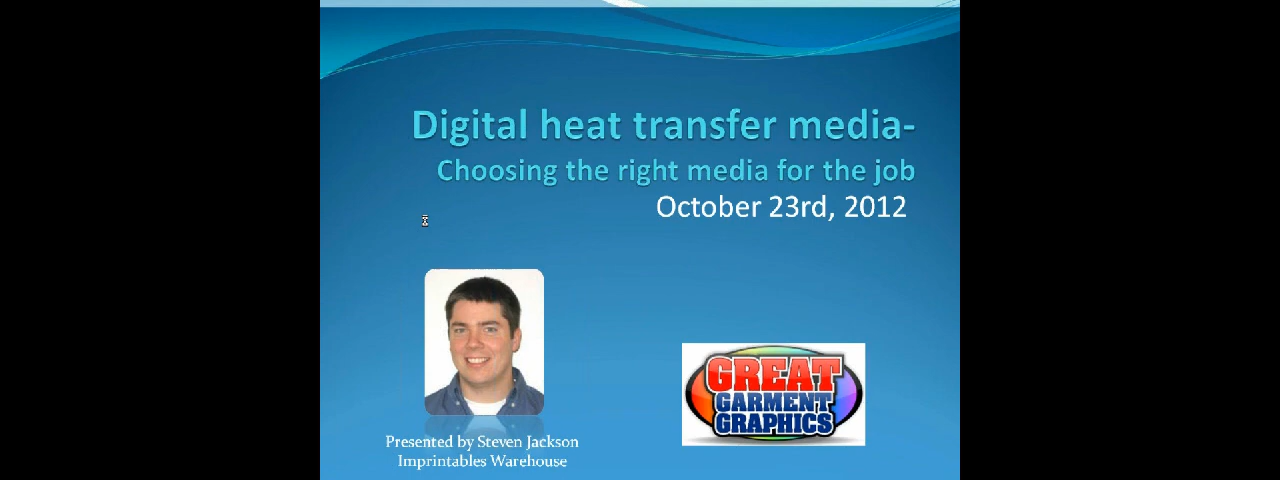 Digital heat transfer media-
Choosing the right media for the job
October 23rd, 2012
GREAT
GARMENT
GRAPHICS
Presented by Steven Jackson
Imprintables Warehouse